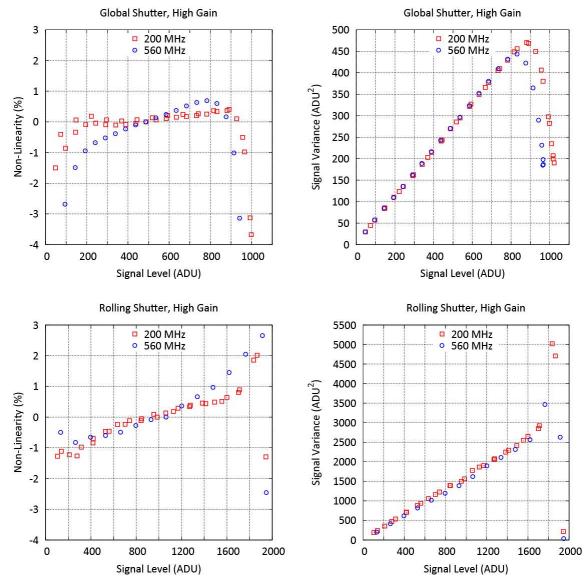 Global Shutter, High Gain
3
200 MHz
560 MHz
2
1
0
-1
-2
-3
-4
0 200 400 600 800 1000
Non-Linearity (%)
Signal Level (ADU)
Global Shutter, High Gain
500
200 MHz
560 MHz
450
400
350
300
250
200
150
100
50
0
0 200 400 600 800 1000
Signal Variance (ADU²)
Signal Level (ADU)
Rolling Shutter, High Gain
3
200 MHz
560 MHz
2
1
0
-1
-2
-3
-4
0 400 800 1200 1600 2000
Non-Linearity (%)
Signal Level (ADU)
Rolling Shutter, High Gain
5500
200 MHz
560 MHz
5000
4500
4000
3500
3000
2500
2000
1500
1000
500
0
0 400 800 1200 1600 2000
Signal Variance (ADU²)
Signal Level (ADU)